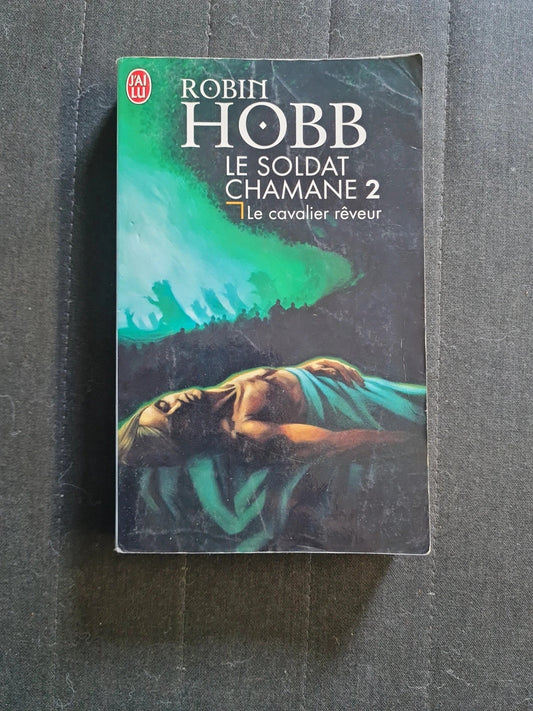 J'AI
LU
ROBIN
HOBB
LE SOLDAT
CHAMANE 2
Le cavalier rêveur